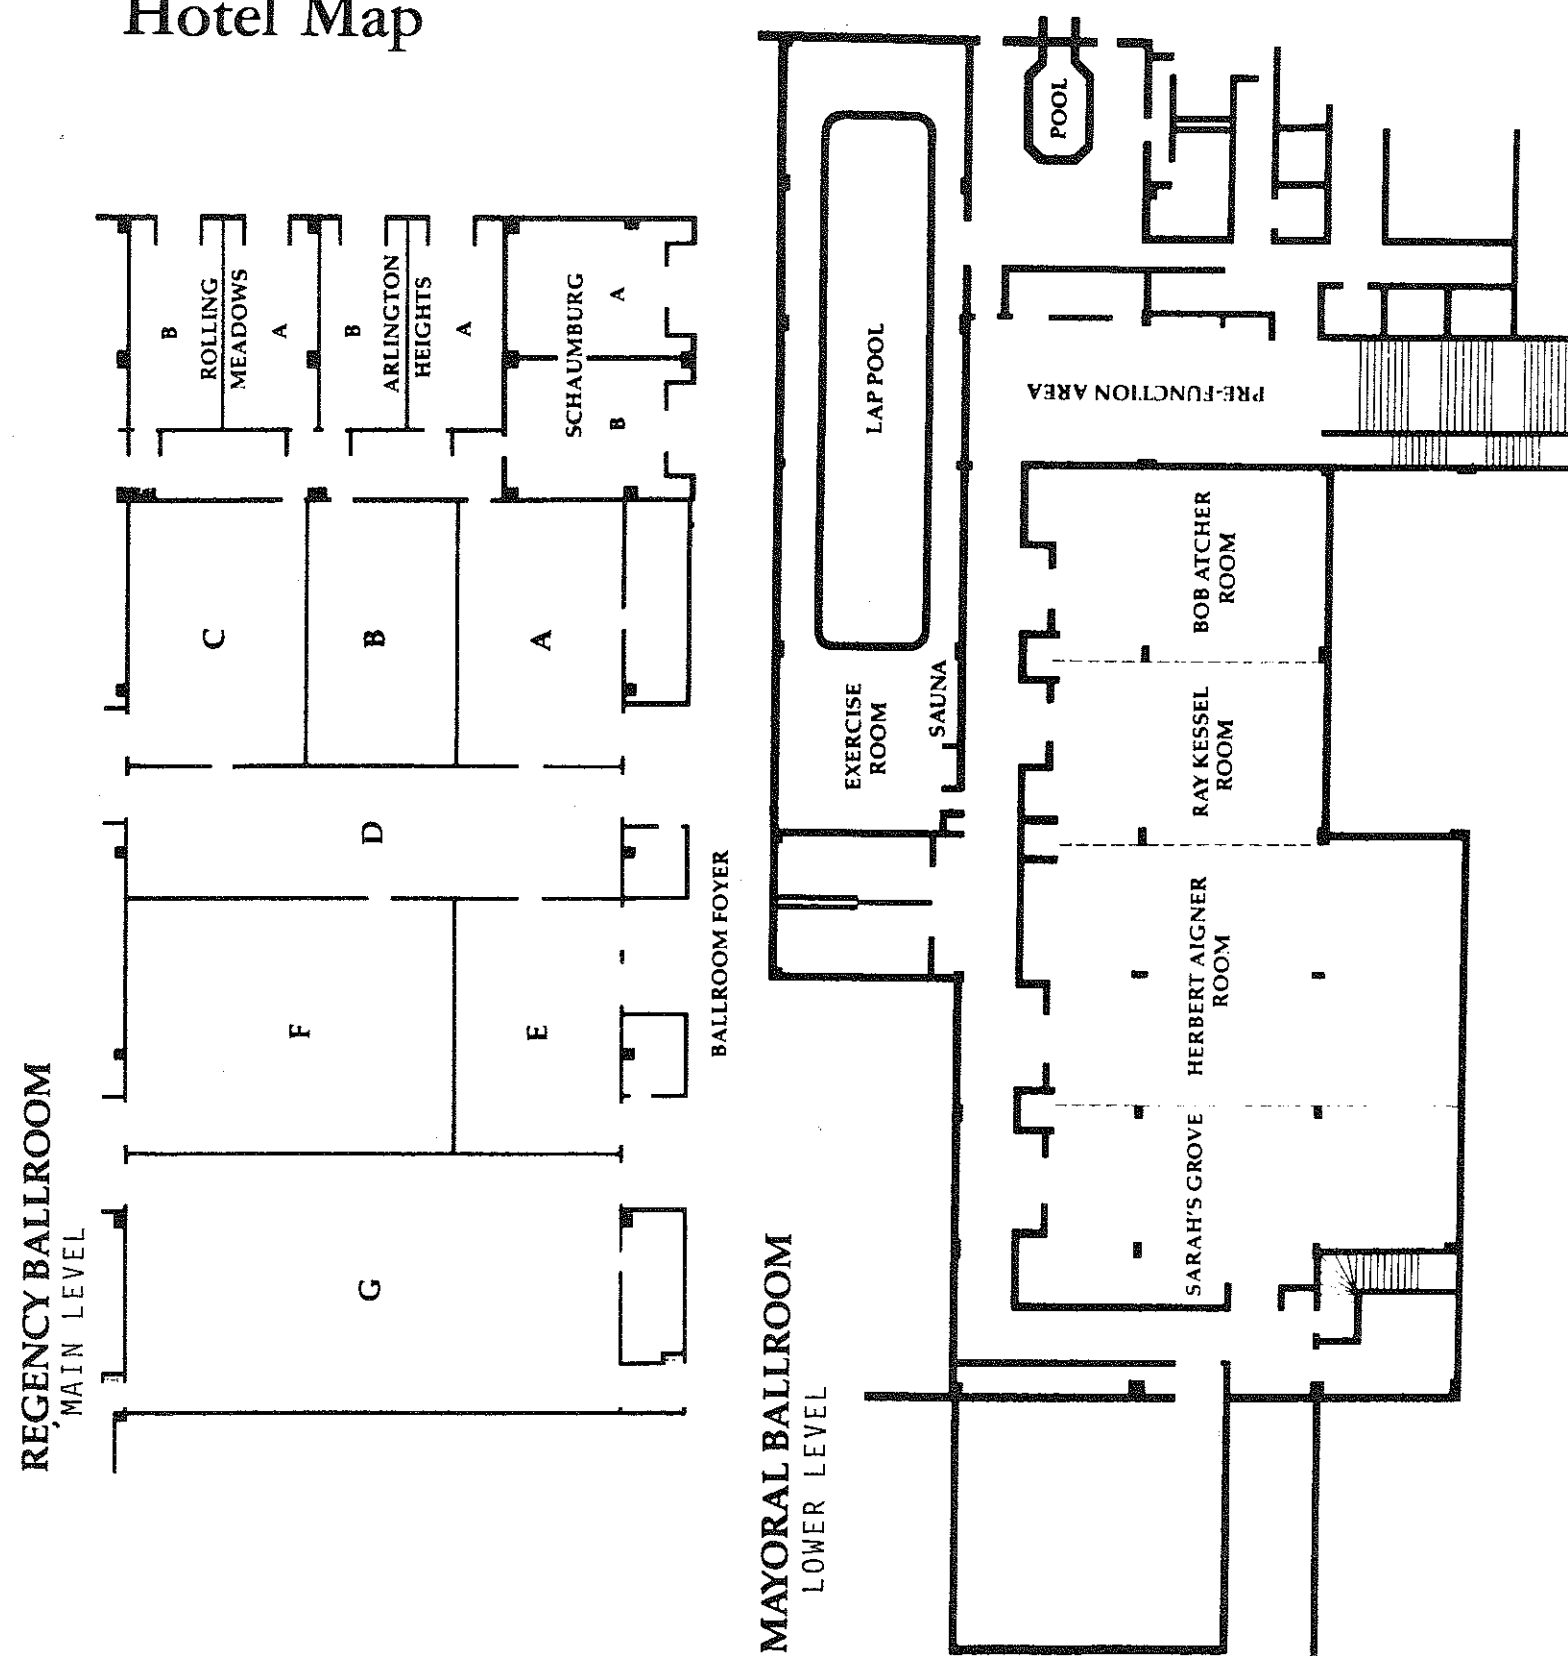 Hotel Map
REGENCY BALLROOM
MAIN LEVEL
G
F
E
D
C
B
A
BALLROOM FOYER
B
ROLLING
MEADOWS
A
B
ARLINGTON
HEIGHTS
A
SCHAUMBURG
B
A
MAYORAL BALLROOM
LOWER LEVEL
EXERCISE
ROOM
SAUNA
LAP POOL
POOL
PRE-FUNCTION AREA
SARAH'S GROVE
HERBERT AIGNER
ROOM
RAY KESSEL
ROOM
BOB ATCHER
ROOM